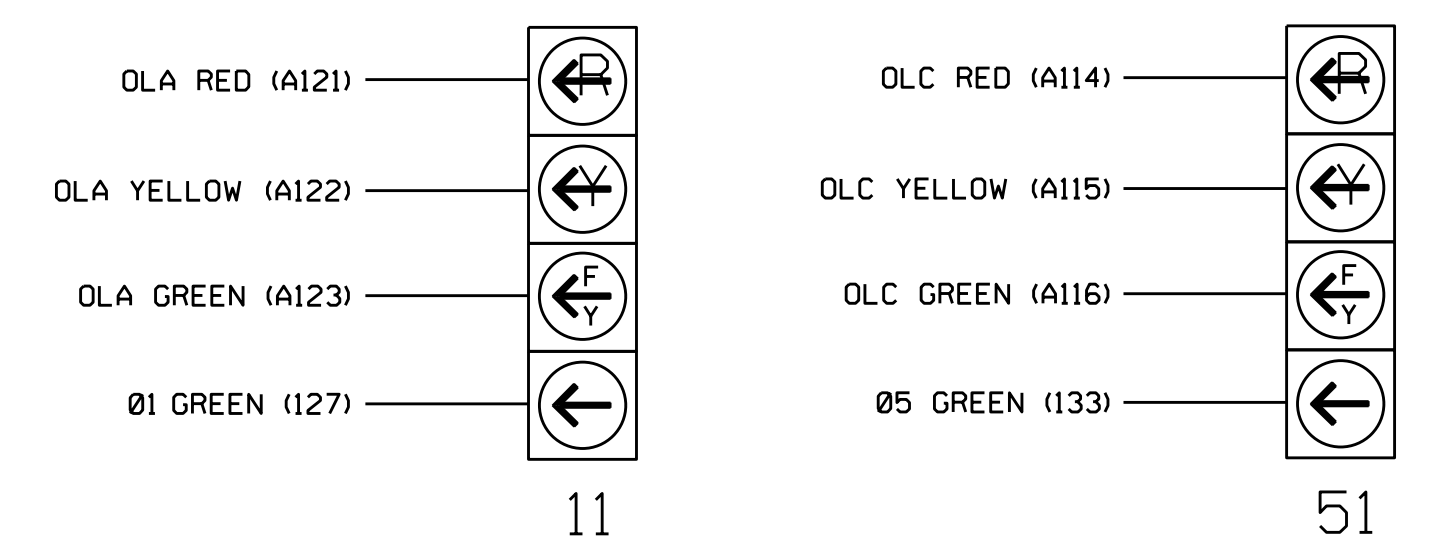 OLA RED (A121)
R
OLA YELLOW (A122)
Y
OLA GREEN (A123)
F
Y
Ø1 GREEN (127)
11
OLC RED (A114)
R
OLC YELLOW (A115)
Y
OLC GREEN (A116)
F
Y
Ø5 GREEN (133)
51